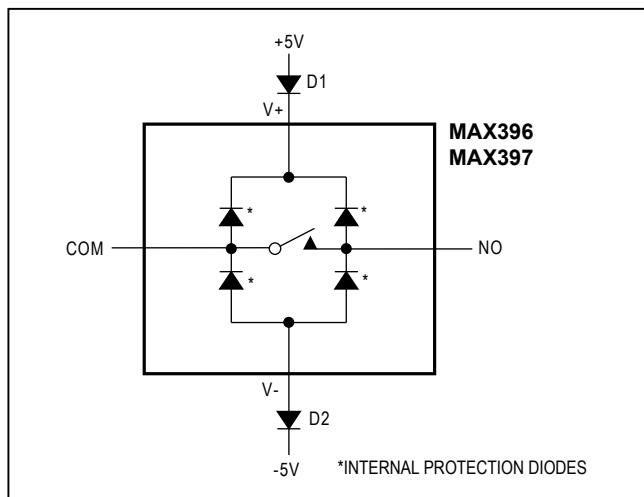 +5V
D1
V+
MAX396
MAX397
*
*
COM
NO
*
*
V-
D2
-5V
*INTERNAL PROTECTION DIODES